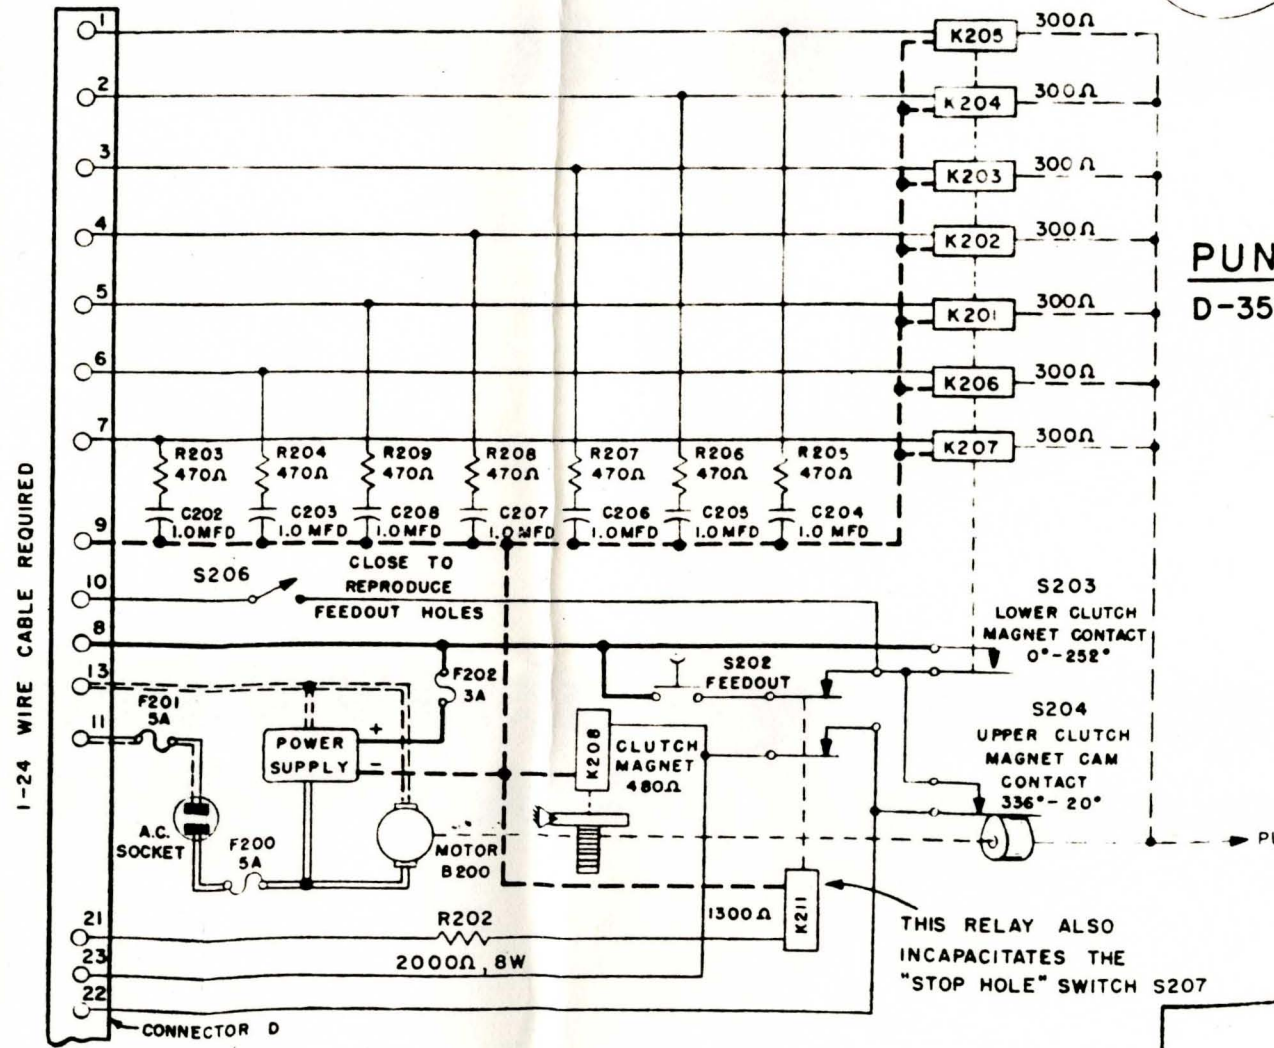 1
K205
300Ω
2
K204
300Ω
3
K203
300Ω
4
K202
300Ω
5
K201
300Ω
6
K206
300Ω
7
K207
300Ω
D-35
R203
470Ω
R204
470Ω
R209
470Ω
R208
470Ω
R207
470Ω
R206
470Ω
R205
470Ω
C202
1.0MFD
C203
1.0MFD
C208
1.0MFD
C207
1.0MFD
C206
1.0MFD
C205
1.0MFD
C204
1.0MFD
9
1-24 WIRE CABLE REQUIRED
10
S206
CLOSE TO
REPRODUCE
FEEDOUT HOLES
8
13
11
F201
5A
F202
3A
S202
FEEDOUT
S203
LOWER CLUTCH
MAGNET CONTACT
0°-252°
S204
UPPER CLUTCH
MAGNET CAM
CONTACT
336°-20°
POWER
SUPPLY
+
-
K208
CLUTCH
MAGNET
480Ω
A.C.
SOCKET
F200
5A
MOTOR
B200
1300Ω
K211
THIS RELAY ALSO
INCAPACITATES THE
"STOP HOLE" SWITCH S207
21
R202
2000Ω, 8W
23
22
CONNECTOR D